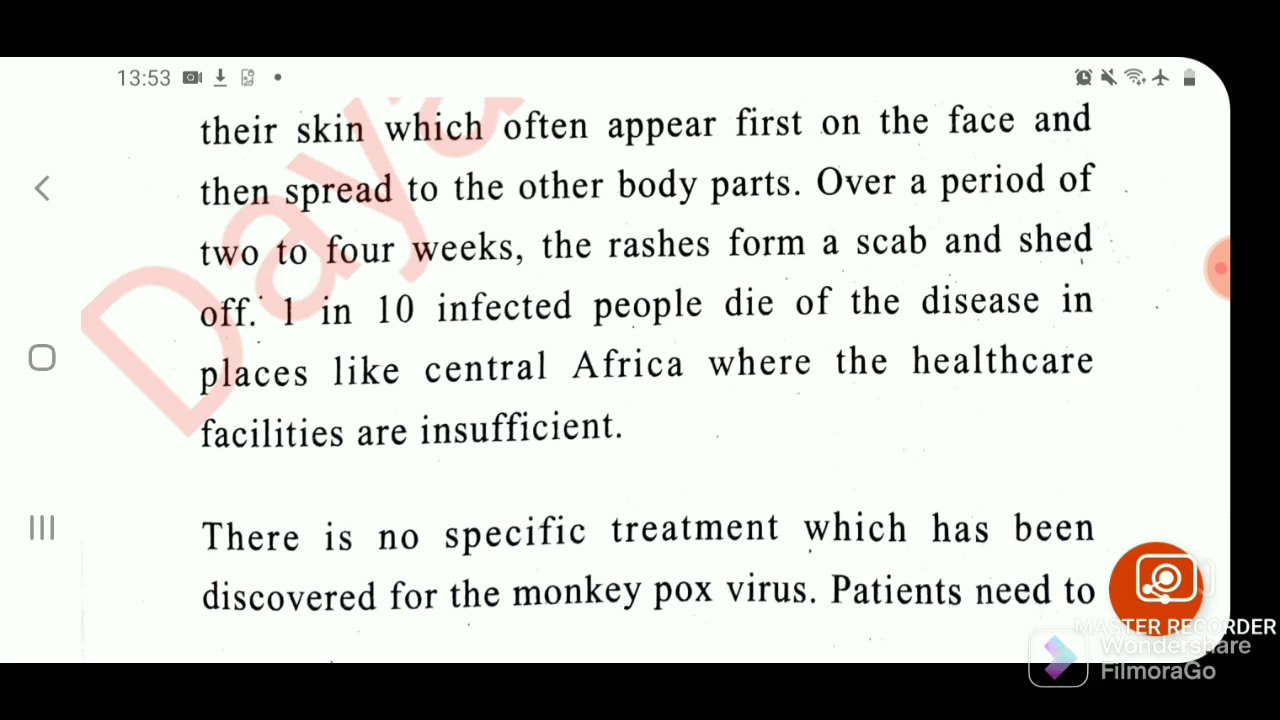 13:53
their skin which often appear first on the face and
then spread to the other body parts. Over a period of
two to four weeks, the rashes form a scab and shed
off. 1 in 10 infected people die of the disease in
places like central Africa where the healthcare
facilities are insufficient.
There is no specific treatment which has been
discovered for the monkey pox virus. Patients need to
Daya
MASTER RECORDER
Wondershare
FilmoraGo